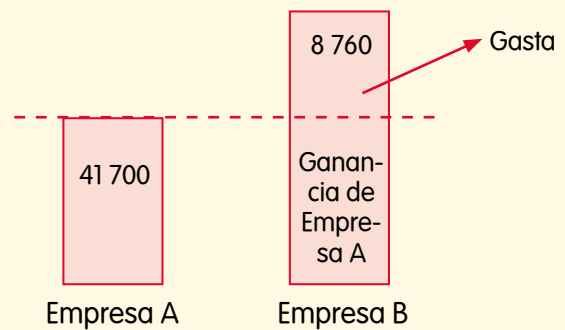 8 760
Gasta
41 700
Ganan-
cia de
Empre-
sa A
Empresa A
Empresa B